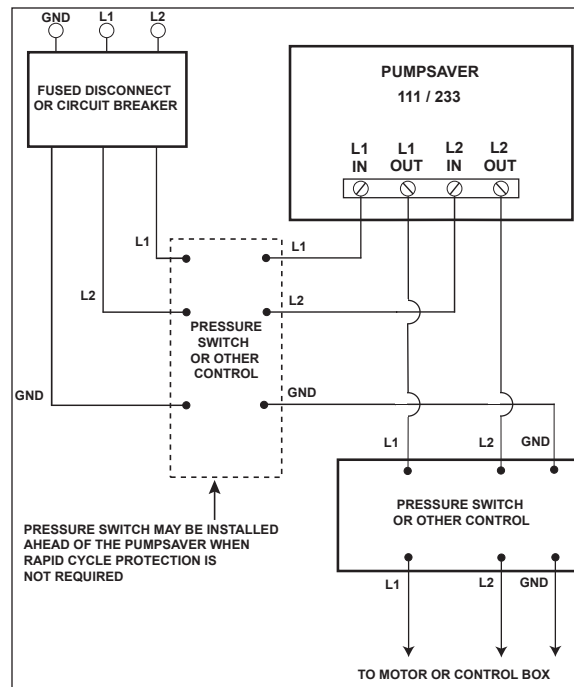 GND L1 L2
FUSED DISCONNECT
OR CIRCUIT BREAKER
PUMPSAVER
111 / 233
L1 L1 L2 L2
IN OUT IN OUT
L1
L1
L2
L2
PRESSURE
SWITCH
OR OTHER
CONTROL
GND
GND
L1 L2 GND
PRESSURE SWITCH
OR OTHER CONTROL
PRESSURE SWITCH MAY BE INSTALLED
AHEAD OF THE PUMPSAVER WHEN
RAPID CYCLE PROTECTION IS
NOT REQUIRED
L1 L2 GND
TO MOTOR OR CONTROL BOX